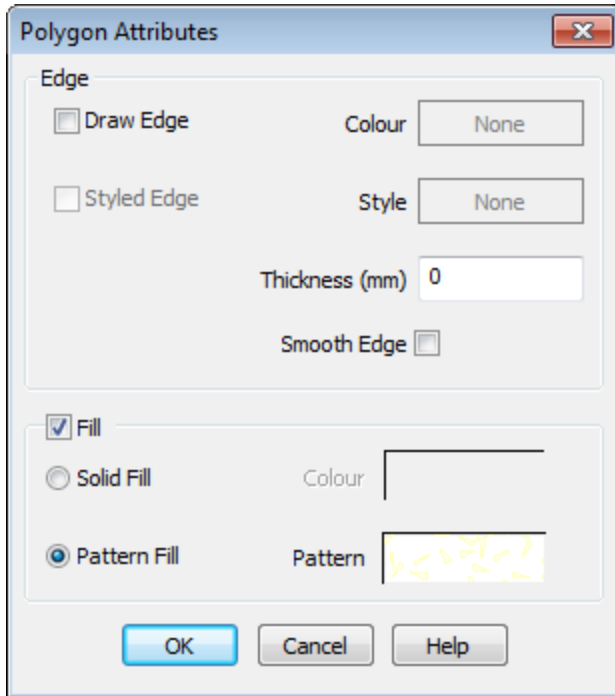 Polygon Attributes
Edge
Draw Edge Colour None
Styled Edge Style None
Thickness (mm) 0
Smooth Edge
Fill
Solid Fill Colour
Pattern Fill Pattern
OK Cancel Help